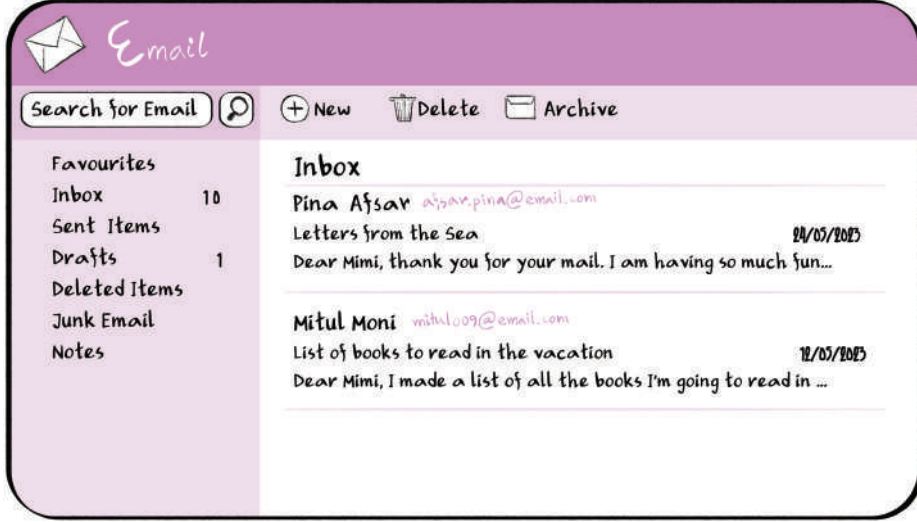 Email
Search for Email
New Delete Archive
Favourites
Inbox 10
Sent Items
Drafts 1
Deleted Items
Junk Email
Notes
Inbox
Pina Afsar afsar.pina@email.com
Letters from the Sea 24/05/2023
Dear Mimi, thank you for your mail. I am having so much fun...
Mitul Moni mitul009@email.com
List of books to read in the vacation 12/05/2023
Dear Mimi, I made a list of all the books I'm going to read in ...